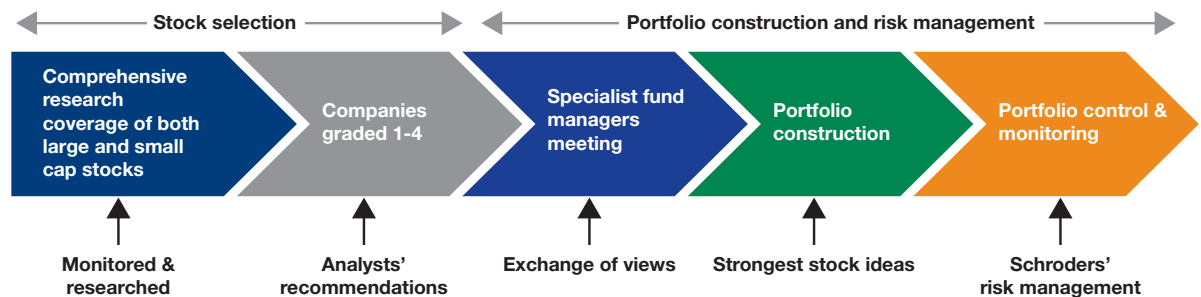 Stock selection
Portfolio construction and risk management
Comprehensive
research
coverage of both
large and small
cap stocks
Companies
graded 1-4
Specialist fund
managers
meeting
Portfolio
construction
Portfolio control &
monitoring
Monitored &
researched
Analysts'
recommendations
Exchange of views
Strongest stock ideas
Schroders'
risk management